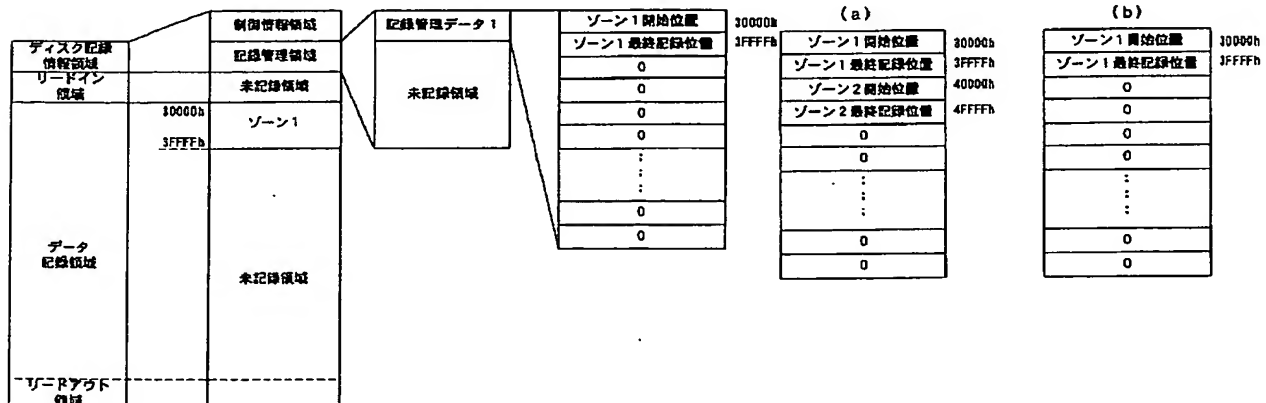 ディスク記録
情報領域
リードイン
領域
データ
記録領域
リードアウト
領域
30000h
3FFFFh
制御情報領域
記録管理領域
未記録領域
ゾーン1
未記録領域
記録管理データ1
未記録領域
ゾーン1開始位置 30000h
ゾーン1最終記録位置 3FFFFh
0
0
0
0
0
0
(a)
ゾーン1開始位置 30000h
ゾーン1最終記録位置 3FFFFh
ゾーン2開始位置 40000h
ゾーン2最終記録位置 4FFFFh
0
0
0
0
(b)
ゾーン1開始位置 30000h
ゾーン1最終記録位置 3FFFFh
0
0
0
0
0
0